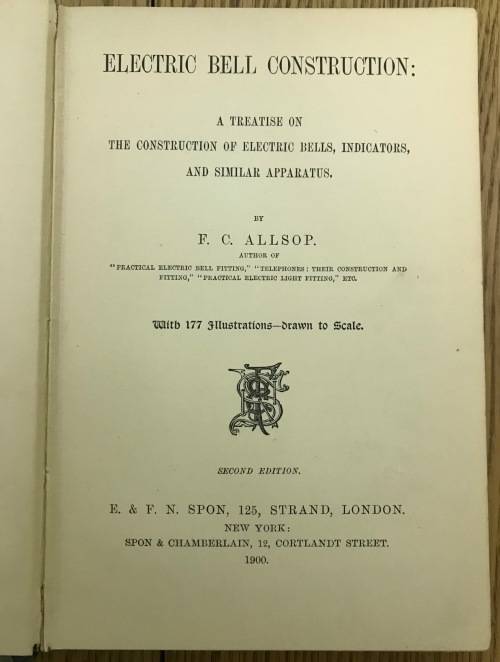 ELECTRIC BELL CONSTRUCTION:
A TREATISE ON
THE CONSTRUCTION OF ELECTRIC BELLS, INDICATORS,
AND SIMILAR APPARATUS.
BY
F. C. ALLSOP.
AUTHOR OF
"PRACTICAL ELECTRIC BELL FITTING," "TELEPHONES: THEIR CONSTRUCTION AND
FITTING," "PRACTICAL ELECTRIC LIGHT FITTING," ETC.
With 177 Illustrations—drawn to Scale.
SECOND EDITION.
E. & F. N. SPON, 125, STRAND, LONDON.
NEW YORK:
SPON & CHAMBERLAIN, 12, CORTLANDT STREET.
1900.